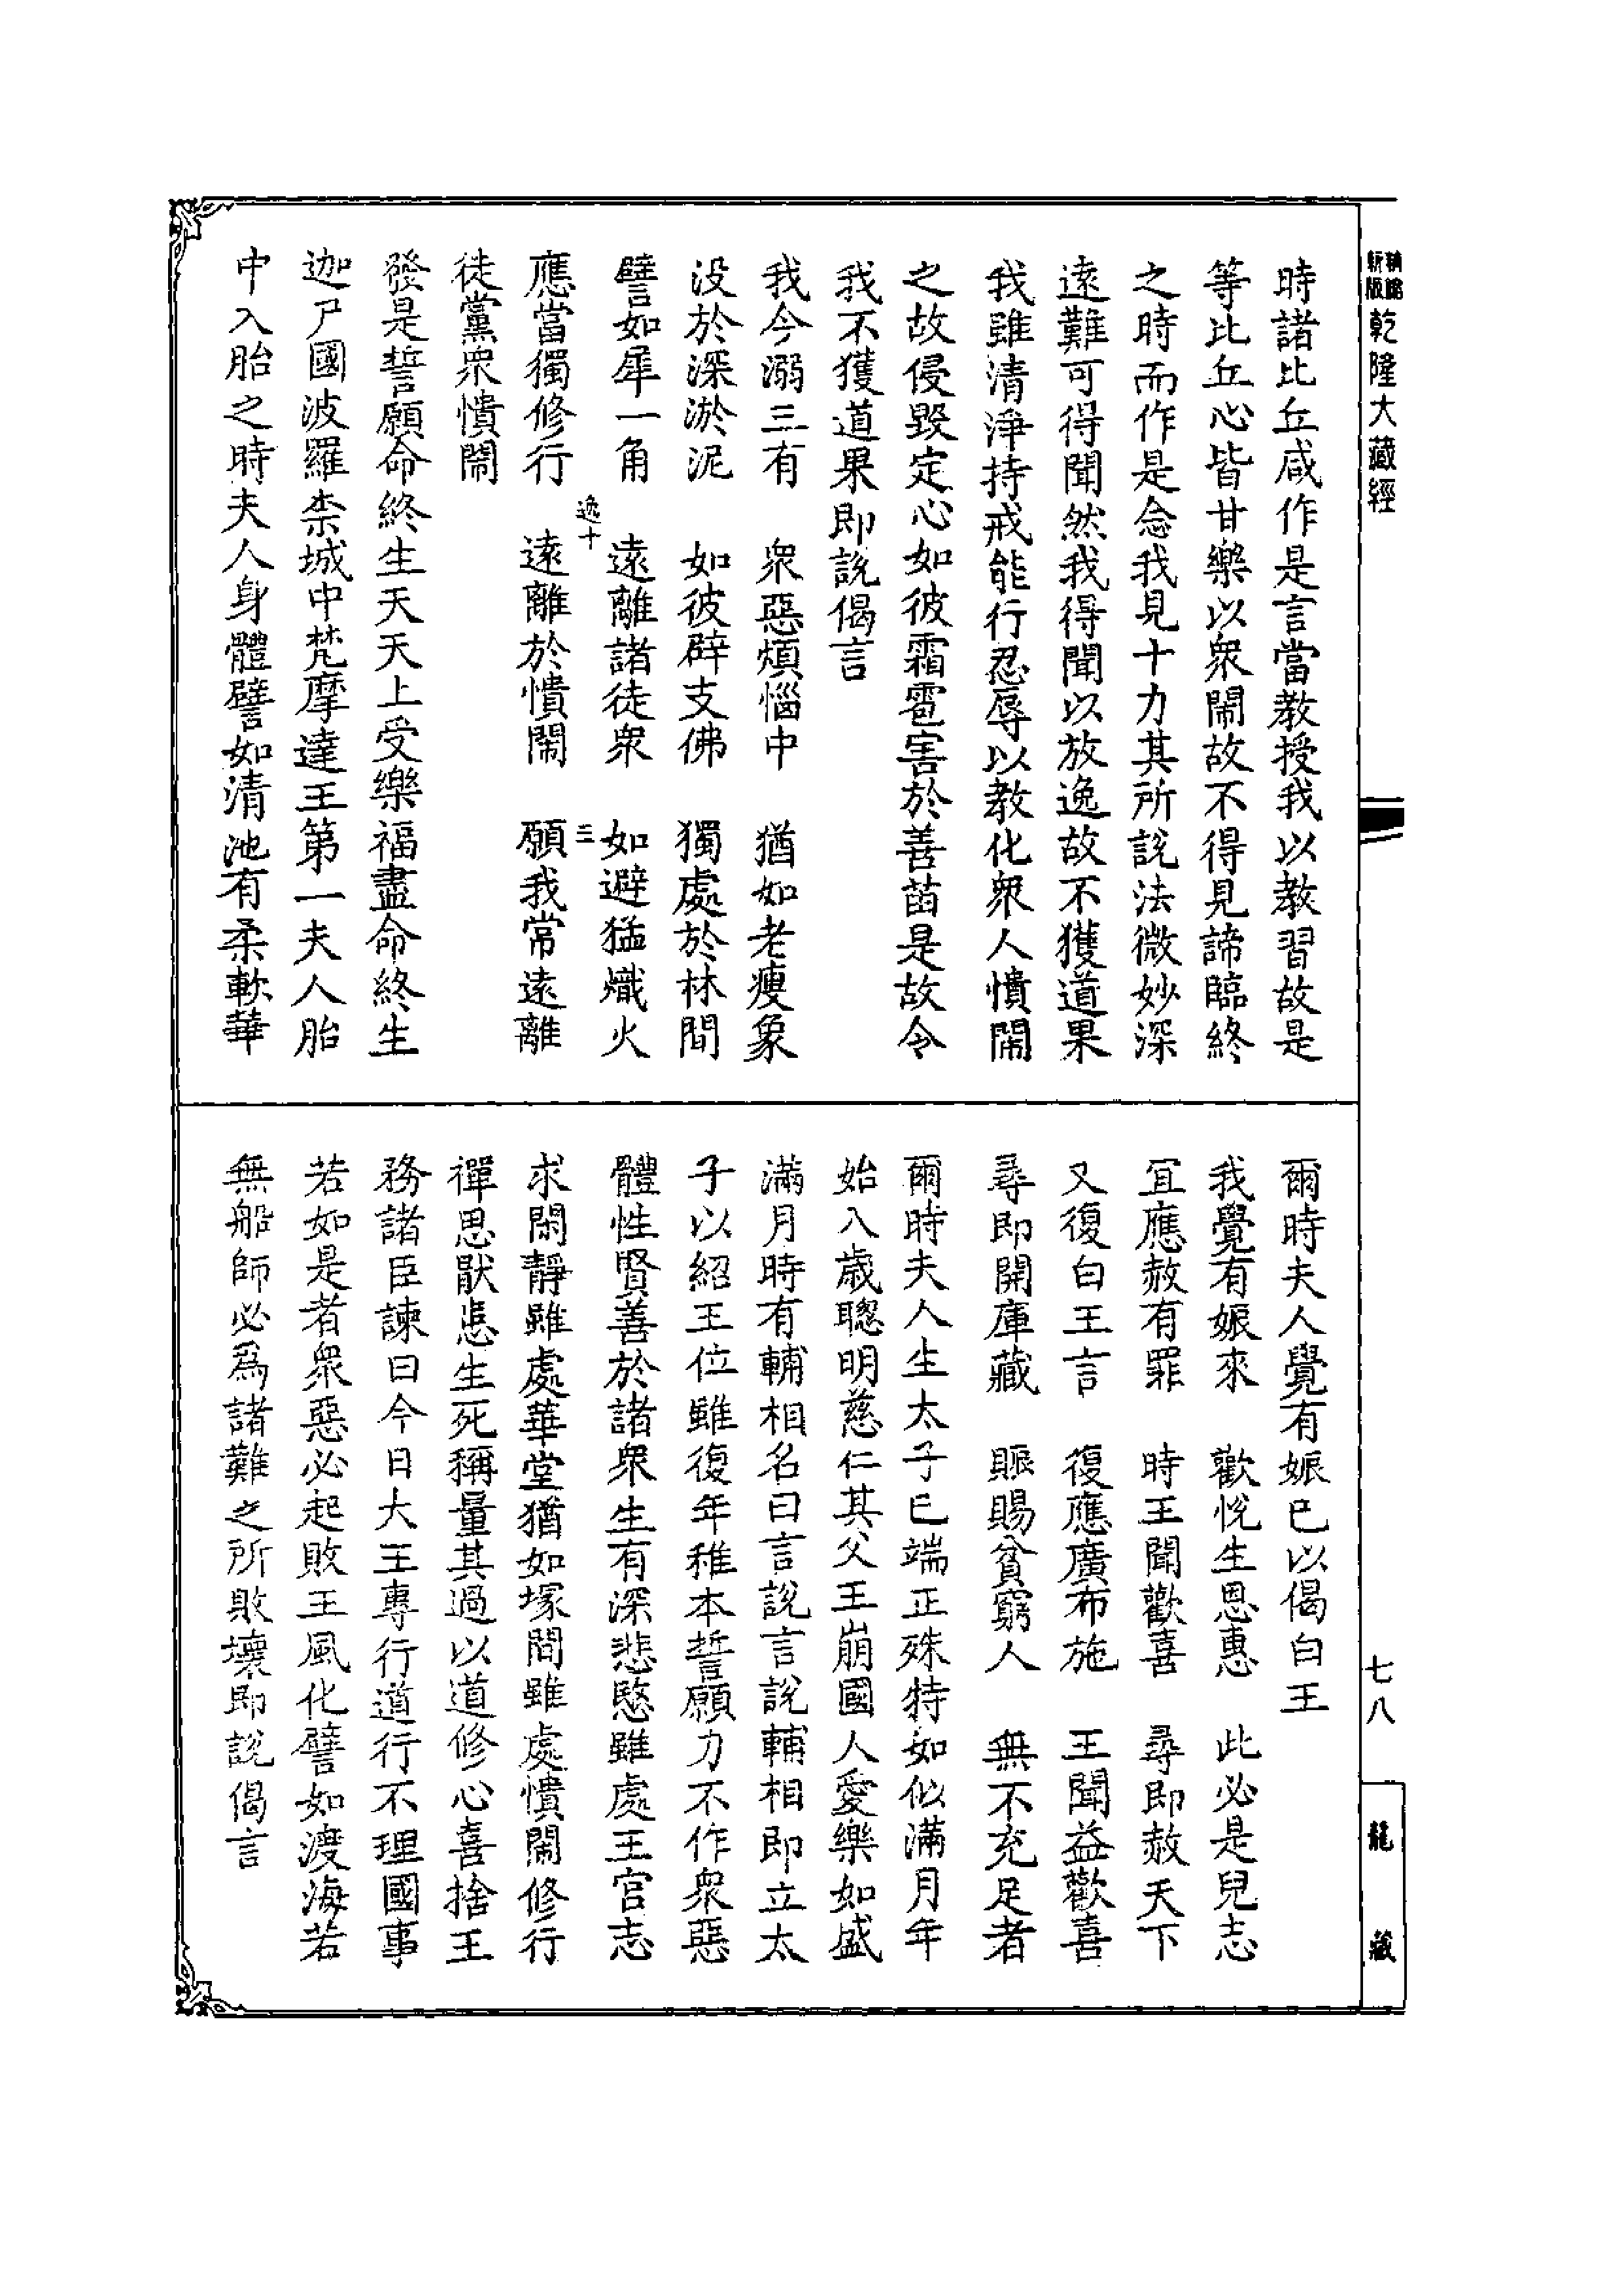 新版
乾隆大藏經
七八
龍藏
時諸比丘咸作是言當教授我以教習故是
等比丘心皆甘樂以衆鬧故不得見諦臨終
之時而作是念我見十力其所說法微妙深
遠難可得聞然我得聞以放逸故不獲道果
我雖清淨持戒能行忍辱以教化衆人憒鬧
之故侵毀定心如彼霜雹害於善苗是故令
我不獲道果即說偈言
我今溺三有　衆惡煩惱中　猶如老瘦象
没於深淤泥　如彼辟支佛　獨處於林間
譬如犀一角　遠離諸徒衆　如避猛熾火
逸十　三
應當獨修行　遠離於憒鬧　願我常遠離
徒黨衆憒鬧
發是誓願命終生天天上受樂福盡命終生
迦尸國波羅柰城中梵摩達王第一夫人胎
中入胎之時夫人身體譬如清池有柔軟華
爾時夫人覺有娠已以偈白王
我覺有娠來　歡悅生恩惠　此必是兒志
宜應赦有罪　時王聞歡喜　尋即赦天下
又復白王言　復應廣布施　王聞益歡喜
尋即開庫藏　賑賜貧窮人　無不充足者
爾時夫人生太子已端正殊特如似滿月年
始八歲聰明慈仁其父王崩國人愛樂如盛
滿月時有輔相名曰言說言說輔相即立太
子以紹王位雖復年稚本誓願力不作衆惡
體性賢善於諸衆生有深悲愍雖處王宮志
求閑靜雖處華堂猶如塚間雖處憒鬧修行
禪思猒惡生死稱量其過以道修心喜捨王
務諸臣諫曰今日大王專行道行不理國事
若如是者衆惡必起敗王風化譬如渡海若
無船師必爲諸難之所敗壞即說偈言